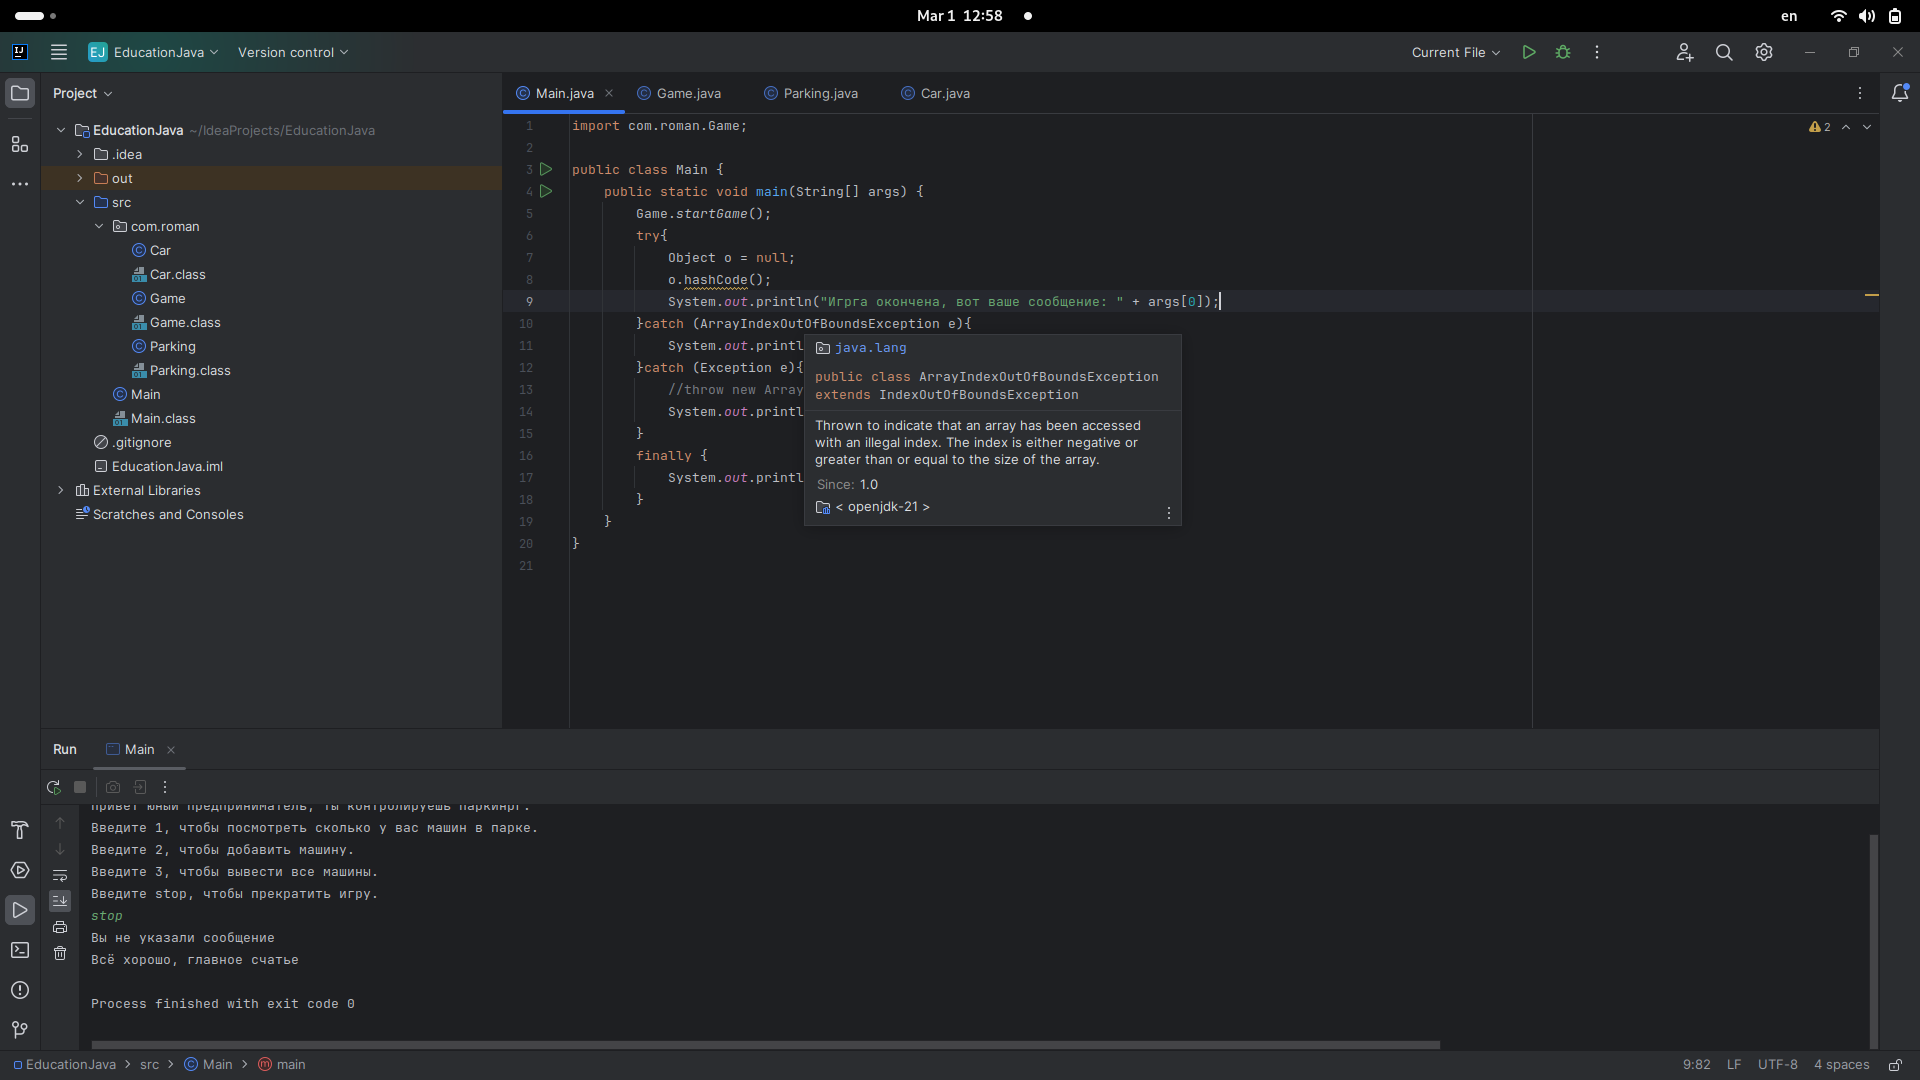 Mar 1 12:58
en
EJ EducationJava Version control
Current File
Project
Main.java Game.java Parking.java Car.java
EducationJava ~/IdeaProjects/EducationJava
.idea
out
src
com.roman
Car
Car.class
Game
Game.class
Parking
Parking.class
Main
Main.class
.gitignore
EducationJava.iml
External Libraries
Scratches and Consoles
2
1 import com.roman.Game;
2
3 public class Main {
4 public static void main(String[] args) {
5 Game.startGame();
6 try{
7 Object o = null;
8 o.hashCode();
9 System.out.println("Игрга окончена, вот ваше сообщение: " + args[0]);
10 }catch (ArrayIndexOutOfBoundsException e){
11 System.out.printl
12 }catch (Exception e){
13 //throw new Array
14 System.out.printl
15 }
16 finally {
17 System.out.printl
18 }
19 }
20 }
21
java.lang
public class ArrayIndexOutOfBoundsException
extends IndexOutOfBoundsException
Thrown to indicate that an array has been accessed
with an illegal index. The index is either negative or
greater than or equal to the size of the array.
Since: 1.0
< openjdk-21 >
Run Main
Привет юный предприниматель, ты контролируешь паркинрг.
Введите 1, чтобы посмотреть сколько у вас машин в парке.
Введите 2, чтобы добавить машину.
Введите 3, чтобы вывести все машины.
Введите stop, чтобы прекратить игру.
stop
Вы не указали сообщение
Всё хорошо, главное счатье
Process finished with exit code 0
EducationJava > src > Main > main
9:82 LF UTF-8 4 spaces